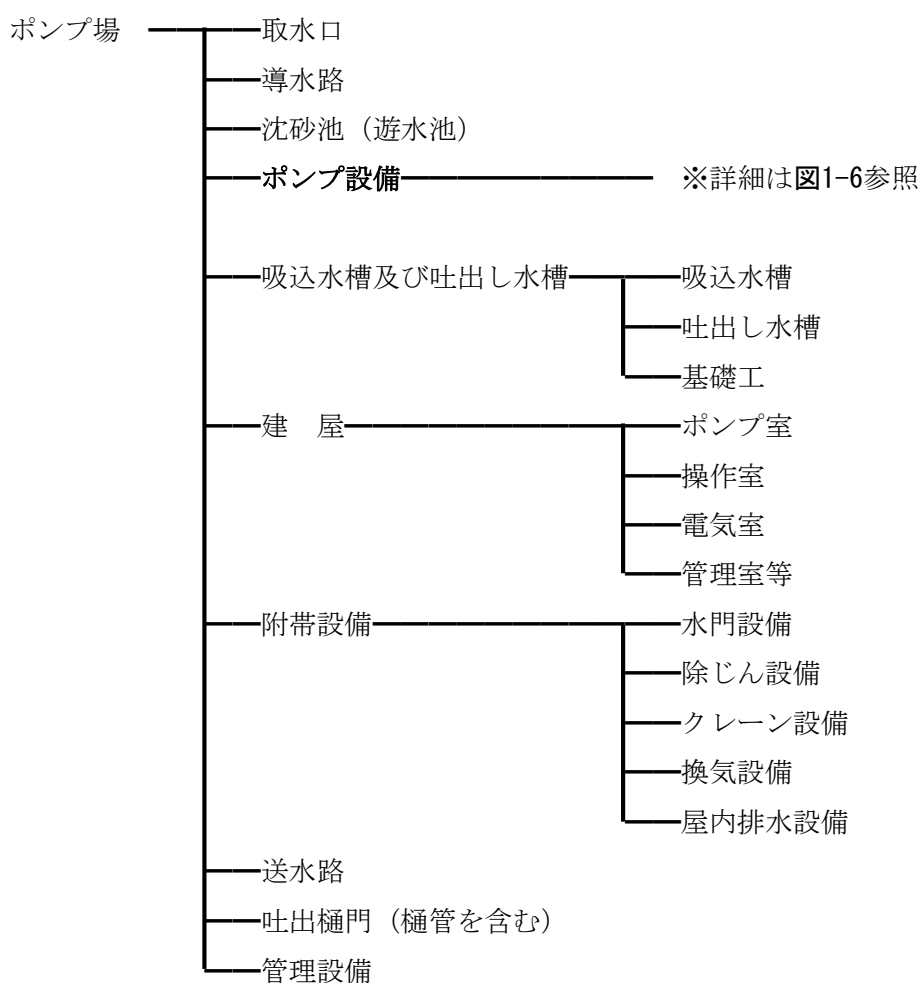 ポンプ場 取水口
導水路
沈砂池（遊水池）
ポンプ設備 ※詳細は図1-6参照
吸込水槽及び吐出し水槽 吸込水槽
吐出し水槽
基礎工
建　屋 ポンプ室
操作室
電気室
管理室等
附帯設備 水門設備
除じん設備
クレーン設備
換気設備
屋内排水設備
送水路
吐出樋門（樋管を含む）
管理設備